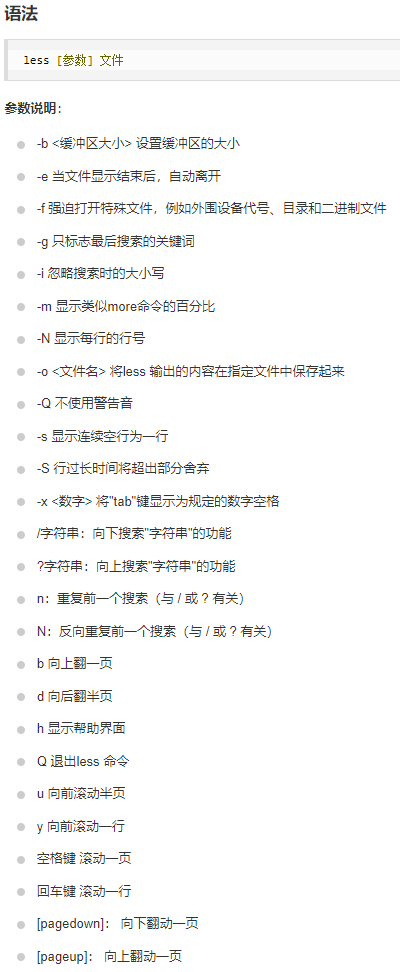 语法
less [参数] 文件
参数说明：
-b <缓冲区大小> 设置缓冲区的大小
-e 当文件显示结束后，自动离开
-f 强迫打开特殊文件，例如外围设备代号、目录和二进制文件
-g 只标志最后搜索的关键词
-i 忽略搜索时的大小写
-m 显示类似more命令的百分比
-N 显示每行的行号
-o <文件名> 将less 输出的内容在指定文件中保存起来
-Q 不使用警告音
-s 显示连续空行为一行
-S 行过长时间将超出部分舍弃
-x <数字> 将"tab"键显示为规定的数字空格
/字符串：向下搜索"字符串"的功能
?字符串：向上搜索"字符串"的功能
n：重复前一个搜索（与 / 或 ? 有关）
N：反向重复前一个搜索（与 / 或 ? 有关）
b 向上翻一页
d 向后翻半页
h 显示帮助界面
Q 退出less 命令
u 向前滚动半页
y 向前滚动一行
空格键 滚动一页
回车键 滚动一行
[pagedown]： 向下翻动一页
[pageup]： 向上翻动一页